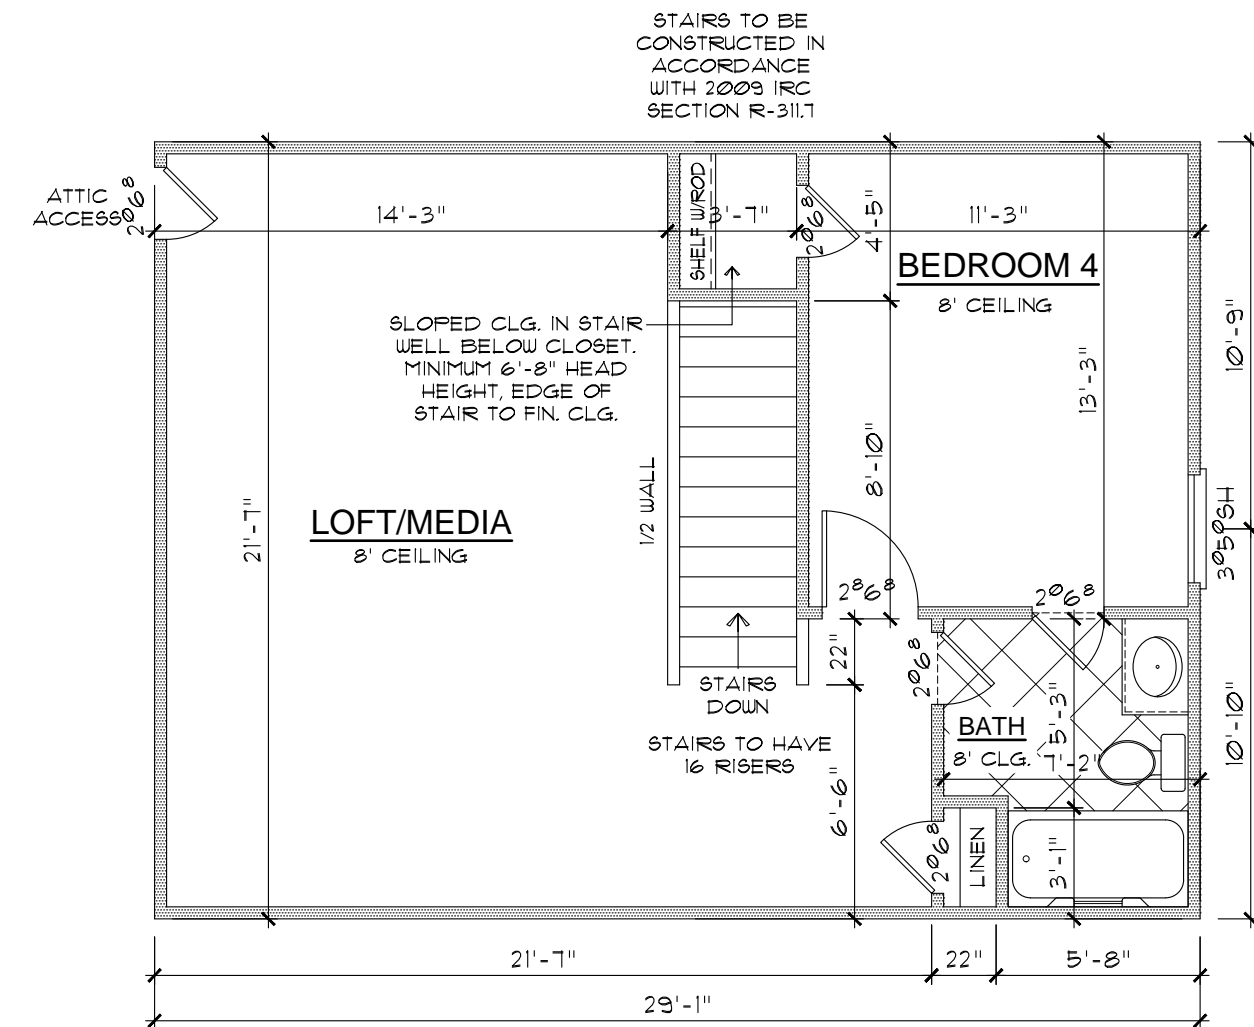 STAIRS TO BE
CONSTRUCTED IN
ACCORDANCE
WITH 2009 IRC
SECTION R-311.7
ATTIC
ACCESS
2068
14'-3"
SHELF W/ROD
3'-7"
2068
4'-5"
11'-3"
BEDROOM 4
8' CEILING
10'-9"
SLOPED CLG. IN STAIR
WELL BELOW CLOSET.
MINIMUM 6'-8" HEAD
HEIGHT, EDGE OF
STAIR TO FIN. CLG.
13'-3"
8'-10"
1/2 WALL
LOFT/MEDIA
8' CEILING
21'-7"
3050SH
2868
2068
22"
2068
STAIRS
DOWN
STAIRS TO HAVE
16 RISERS
BATH
8' CLG.
5'-3"
7'-2"
10'-10"
6'-6"
2068
LINEN
3'-1"
21'-7"
22"
5'-8"
29'-1"